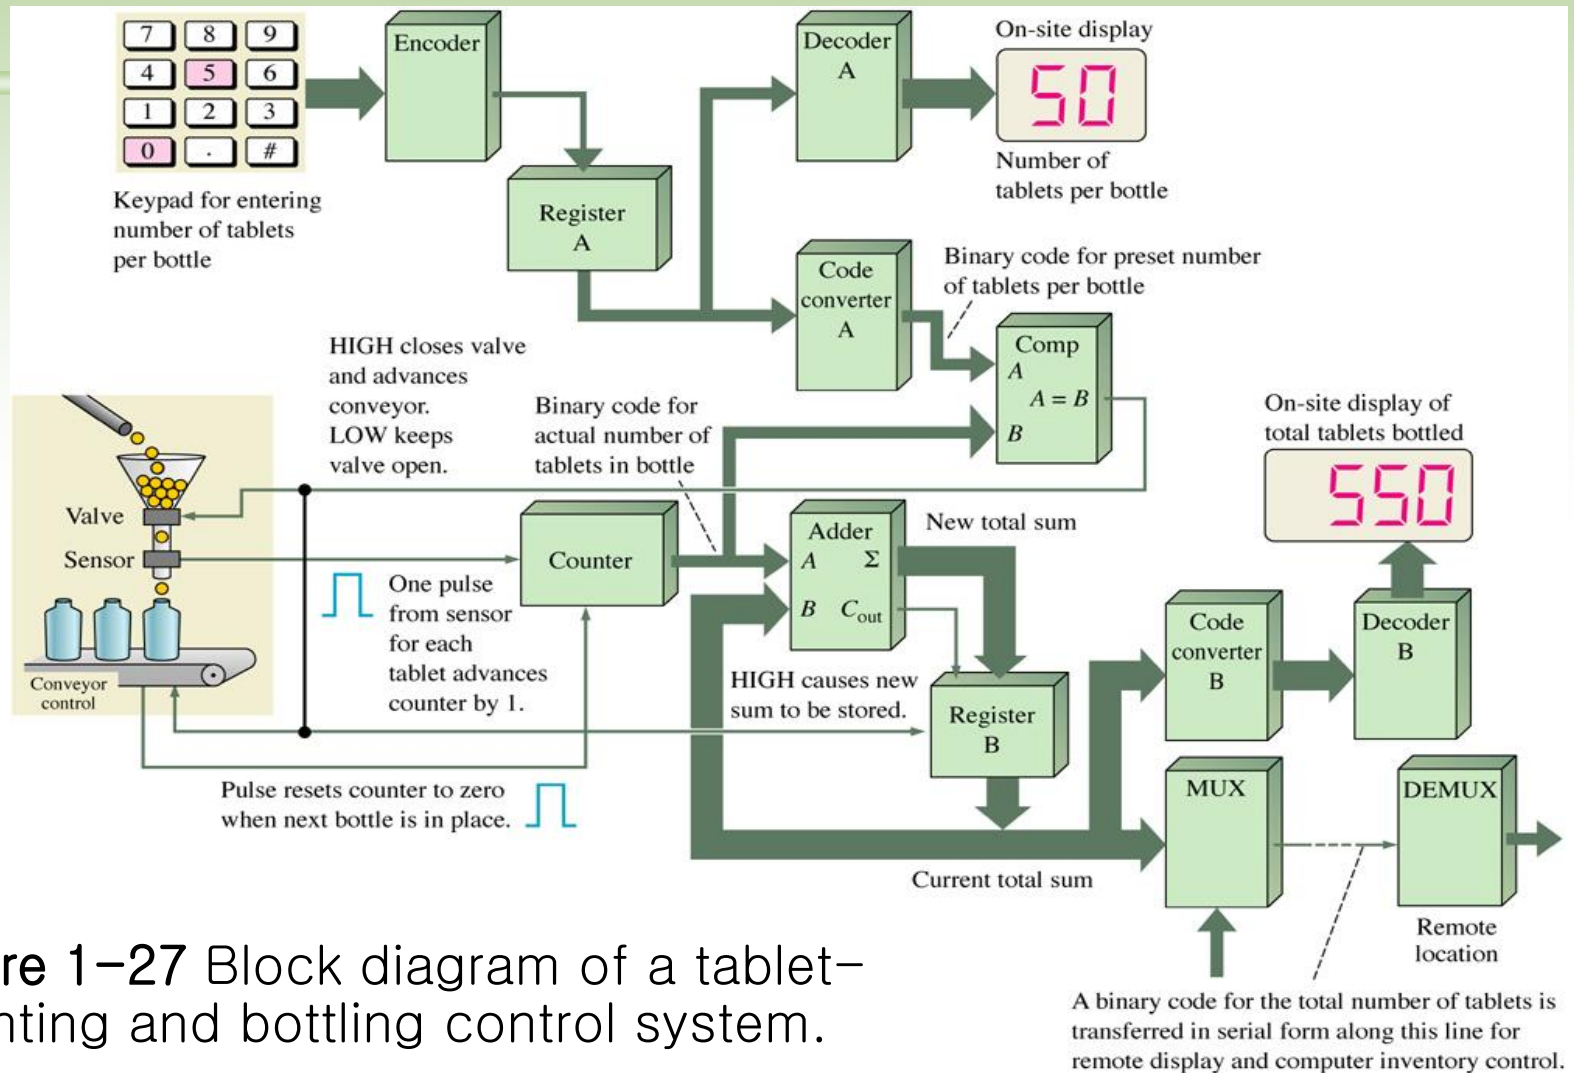 7 8 9
4 5 6
1 2 3
0 . #
Keypad for entering
number of tablets
per bottle
Encoder
Register
A
Decoder
A
On-site display
50
Number of
tablets per bottle
Code
converter
A
Binary code for preset number
of tablets per bottle
Comp
A
A = B
B
HIGH closes valve
and advances
conveyor.
LOW keeps
valve open.
Binary code for
actual number of
tablets in bottle
On-site display of
total tablets bottled
550
Valve
Sensor
Conveyor
control
One pulse
from sensor
for each
tablet advances
counter by 1.
Counter
Adder
A Σ
B Cout
New total sum
HIGH causes new
sum to be stored.
Register
B
Code
converter
B
Decoder
B
Pulse resets counter to zero
when next bottle is in place.
Current total sum
MUX
DEMUX
Remote
location
A binary code for the total number of tablets is
transferred in serial form along this line for
remote display and computer inventory control.
re 1-27 Block diagram of a tablet-
nting and bottling control system.